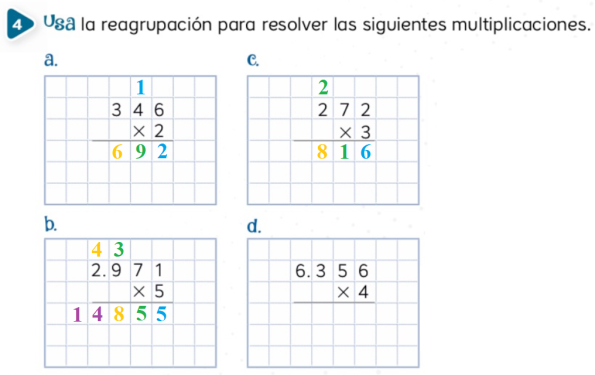 4 Usa la reagrupación para resolver las siguientes multiplicaciones.
a.
1
3 4 6
× 2
6 9 2
c.
2
2 7 2
× 3
8 1 6
b.
4 3
2.9 7 1
× 5
1 4 8 5 5
d.
6.3 5 6
× 4